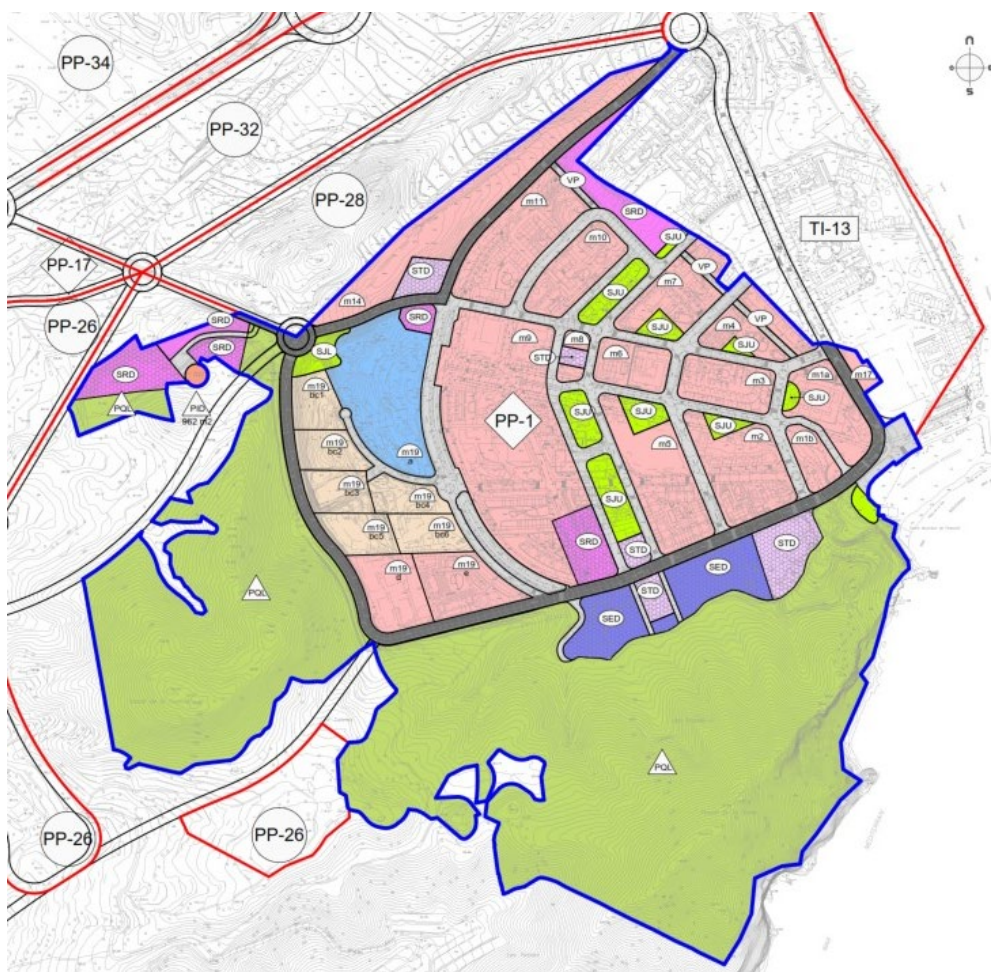 PP-34
n
s
PP-32
PP-28
VP
SRD
m11
TI-13
m10
SJU
VP
PP-17
STD
SJU
m7
m14
SRD
SJU
m4
VP
PP-26
SRD
SRD
SJL
m9
m8
STD
m6
SJU
m1a
m17
SRD
m3
m19
bc1
PQL
PID
962 m2
PP-1
SJU
SJU
SJU
SJU
m2
m1b
m19
bc2
m19
a
m5
m19
bc3
m19
bc4
SJU
m19
bc5
m19
bc6
SRD
STD
STD
m19
d
m19
e
SED
PQL
STD
SED
PQL
PP-26
PP-26